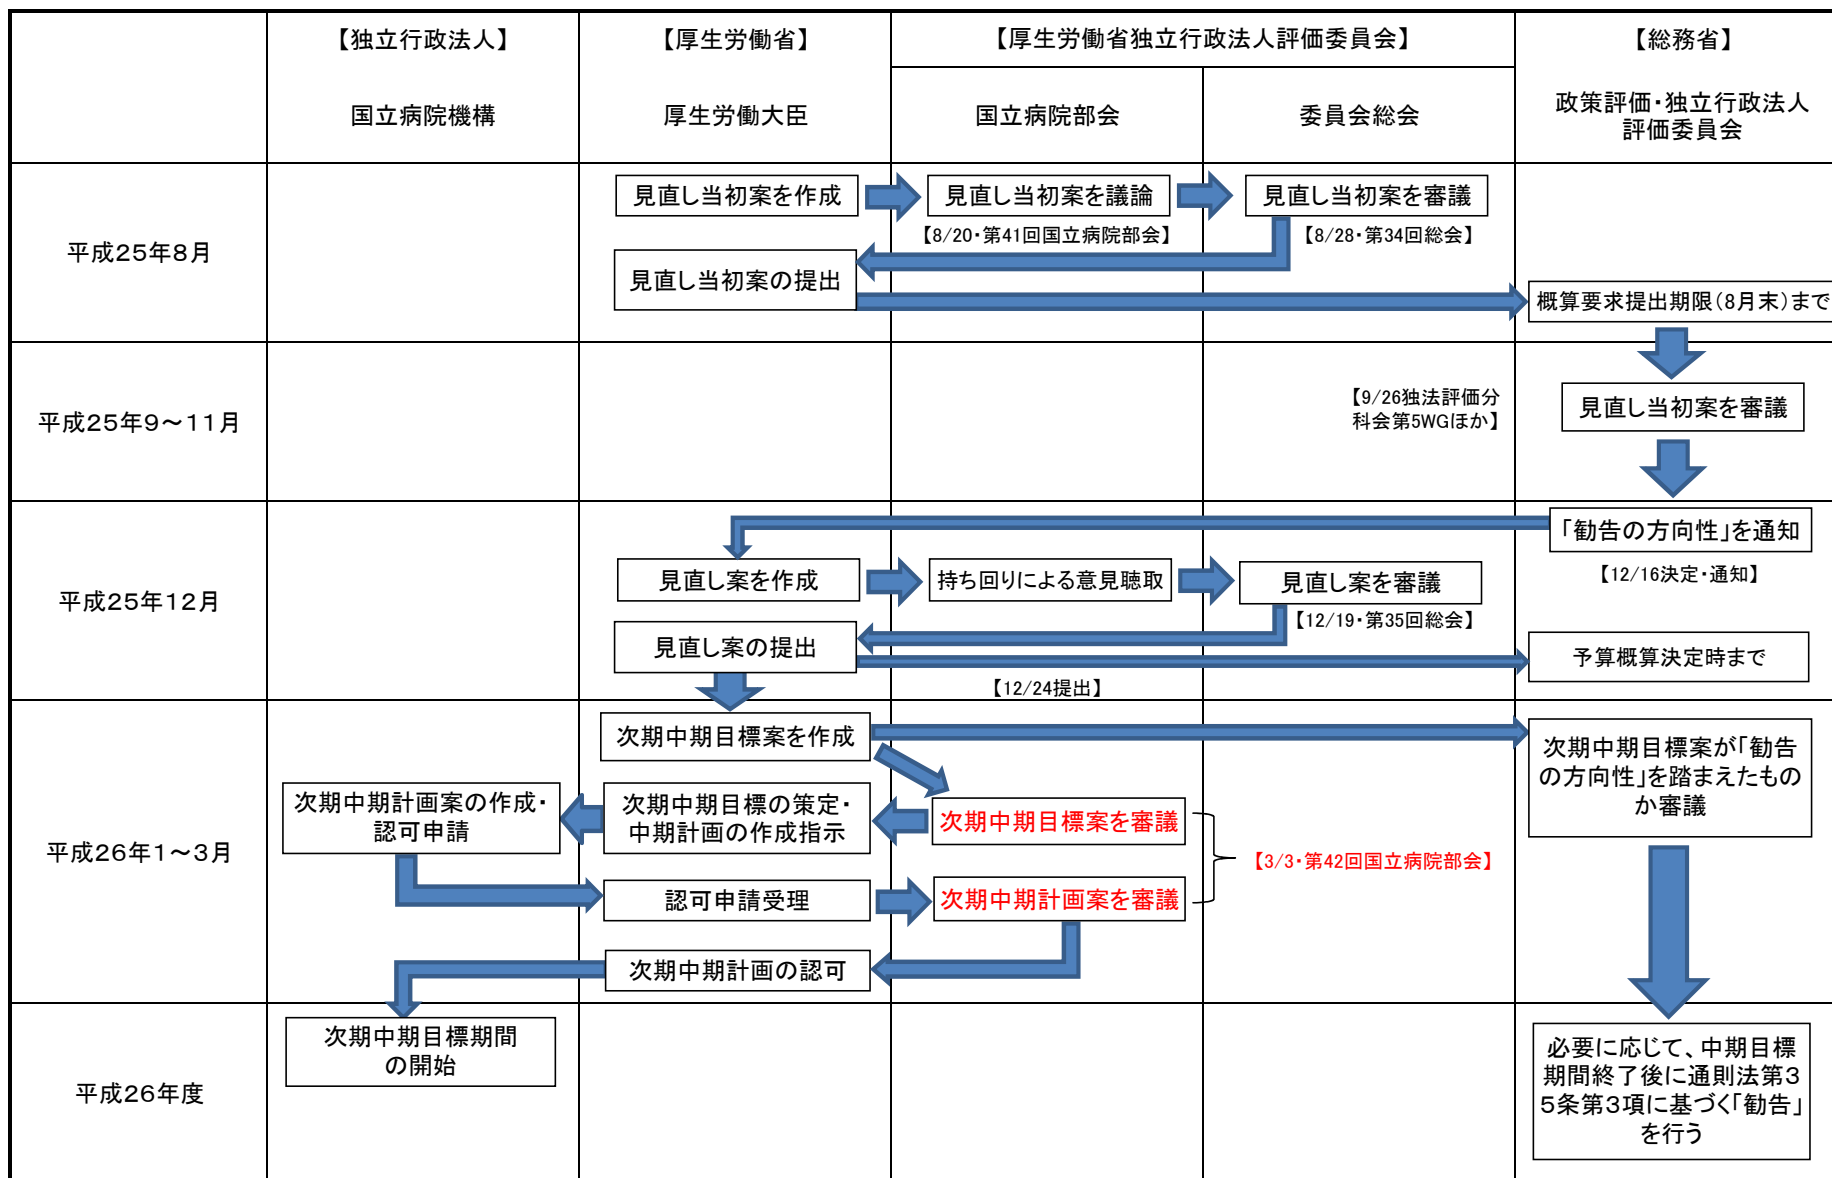 【独立行政法人】
【厚生労働省】
【厚生労働省独立行政法人評価委員会】
【総務省】
国立病院機構
厚生労働大臣
国立病院部会
委員会総会
政策評価・独立行政法人
評価委員会
平成25年8月
見直し当初案を作成
見直し当初案を議論
見直し当初案を審議
【8/20・第41回国立病院部会】
【8/28・第34回総会】
見直し当初案の提出
概算要求提出期限(8月末)まで
平成25年9～11月
【9/26独法評価分
科会第5WGほか】
見直し当初案を審議
平成25年12月
「勧告の方向性」を通知
【12/16決定・通知】
見直し案を作成
持ち回りによる意見聴取
見直し案を審議
【12/19・第35回総会】
見直し案の提出
予算概算決定時まで
【12/24提出】
平成26年1～3月
次期中期目標案を作成
次期中期目標案が「勧告
の方向性」を踏まえたもの
か審議
次期中期計画案の作成・
認可申請
次期中期目標の策定・
中期計画の作成指示
次期中期目標案を審議
【3/3・第42回国立病院部会】
認可申請受理
次期中期計画案を審議
次期中期計画の認可
平成26年度
次期中期目標期間
の開始
必要に応じて、中期目標
期間終了後に通則法第3
5条第3項に基づく「勧告」
を行う